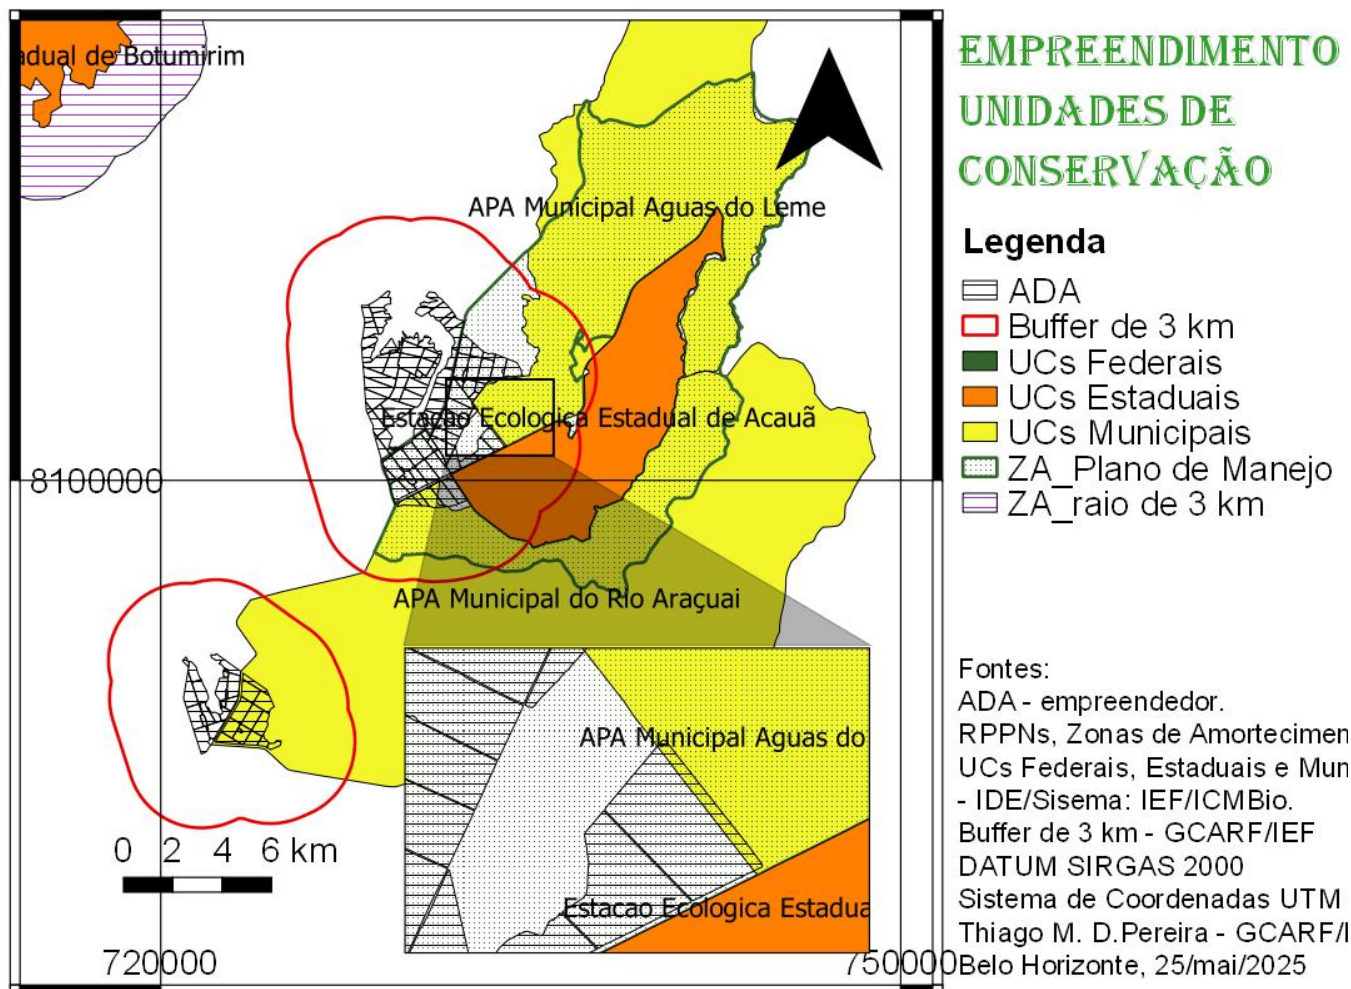 adual de Botumirim
APA Municipal Aguas do Leme
Estacao Ecologica Estadual de Acauã
8100000
APA Municipal do Rio Araçuai
APA Municipal Aguas do
Estacao Ecologica Estadua
0 2 4 6 km
720000
750000
EMPREENDIMENTO
UNIDADES DE
CONSERVAÇÃO
Legenda
ADA
Buffer de 3 km
UCs Federais
UCs Estaduais
UCs Municipais
ZA_Plano de Manejo
ZA_raio de 3 km
Fontes:
ADA - empreendedor.
RPPNs, Zonas de Amortecimen
UCs Federais, Estaduais e Mun
- IDE/Sisema: IEF/ICMBio.
Buffer de 3 km - GCARF/IEF
DATUM SIRGAS 2000
Sistema de Coordenadas UTM
Thiago M. D.Pereira - GCARF/I
Belo Horizonte, 25/mai/2025